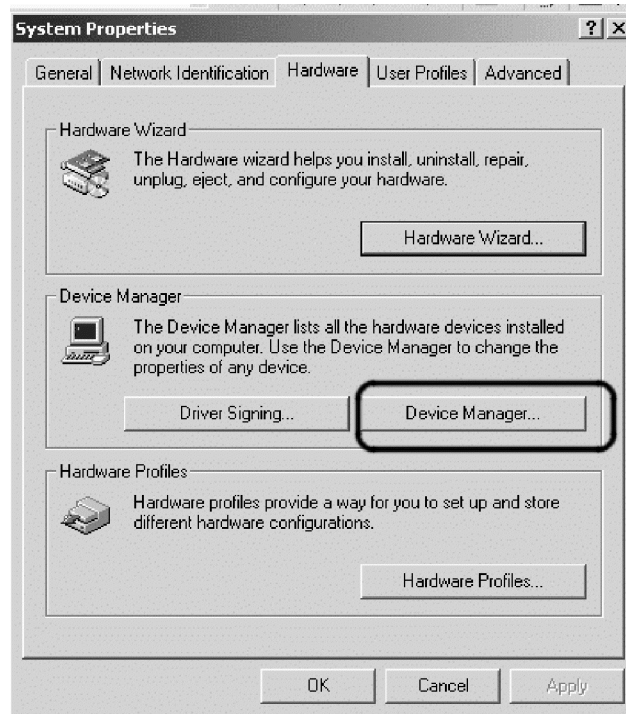 System Properties ? ×
General Network Identification Hardware User Profiles Advanced
Hardware Wizard
The Hardware wizard helps you install, uninstall, repair,
unplug, eject, and configure your hardware.
Hardware Wizard...
Device Manager
The Device Manager lists all the hardware devices installed
on your computer. Use the Device Manager to change the
properties of any device.
Driver Signing... Device Manager...
Hardware Profiles
Hardware profiles provide a way for you to set up and store
different hardware configurations.
Hardware Profiles...
OK Cancel Apply